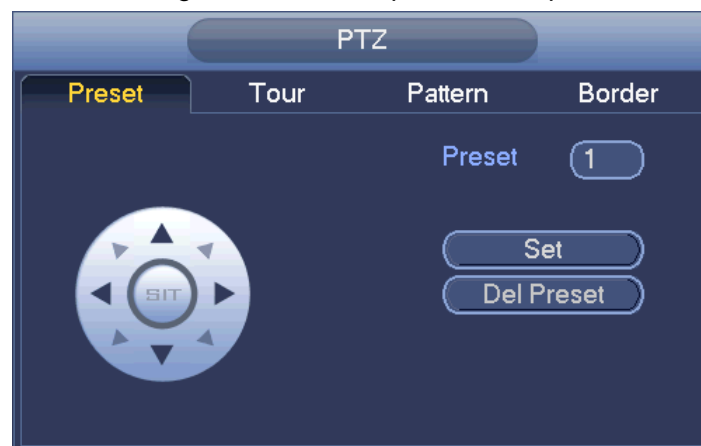 PTZ
Preset Tour Pattern Border
Preset 1
Set
SIT
Del Preset